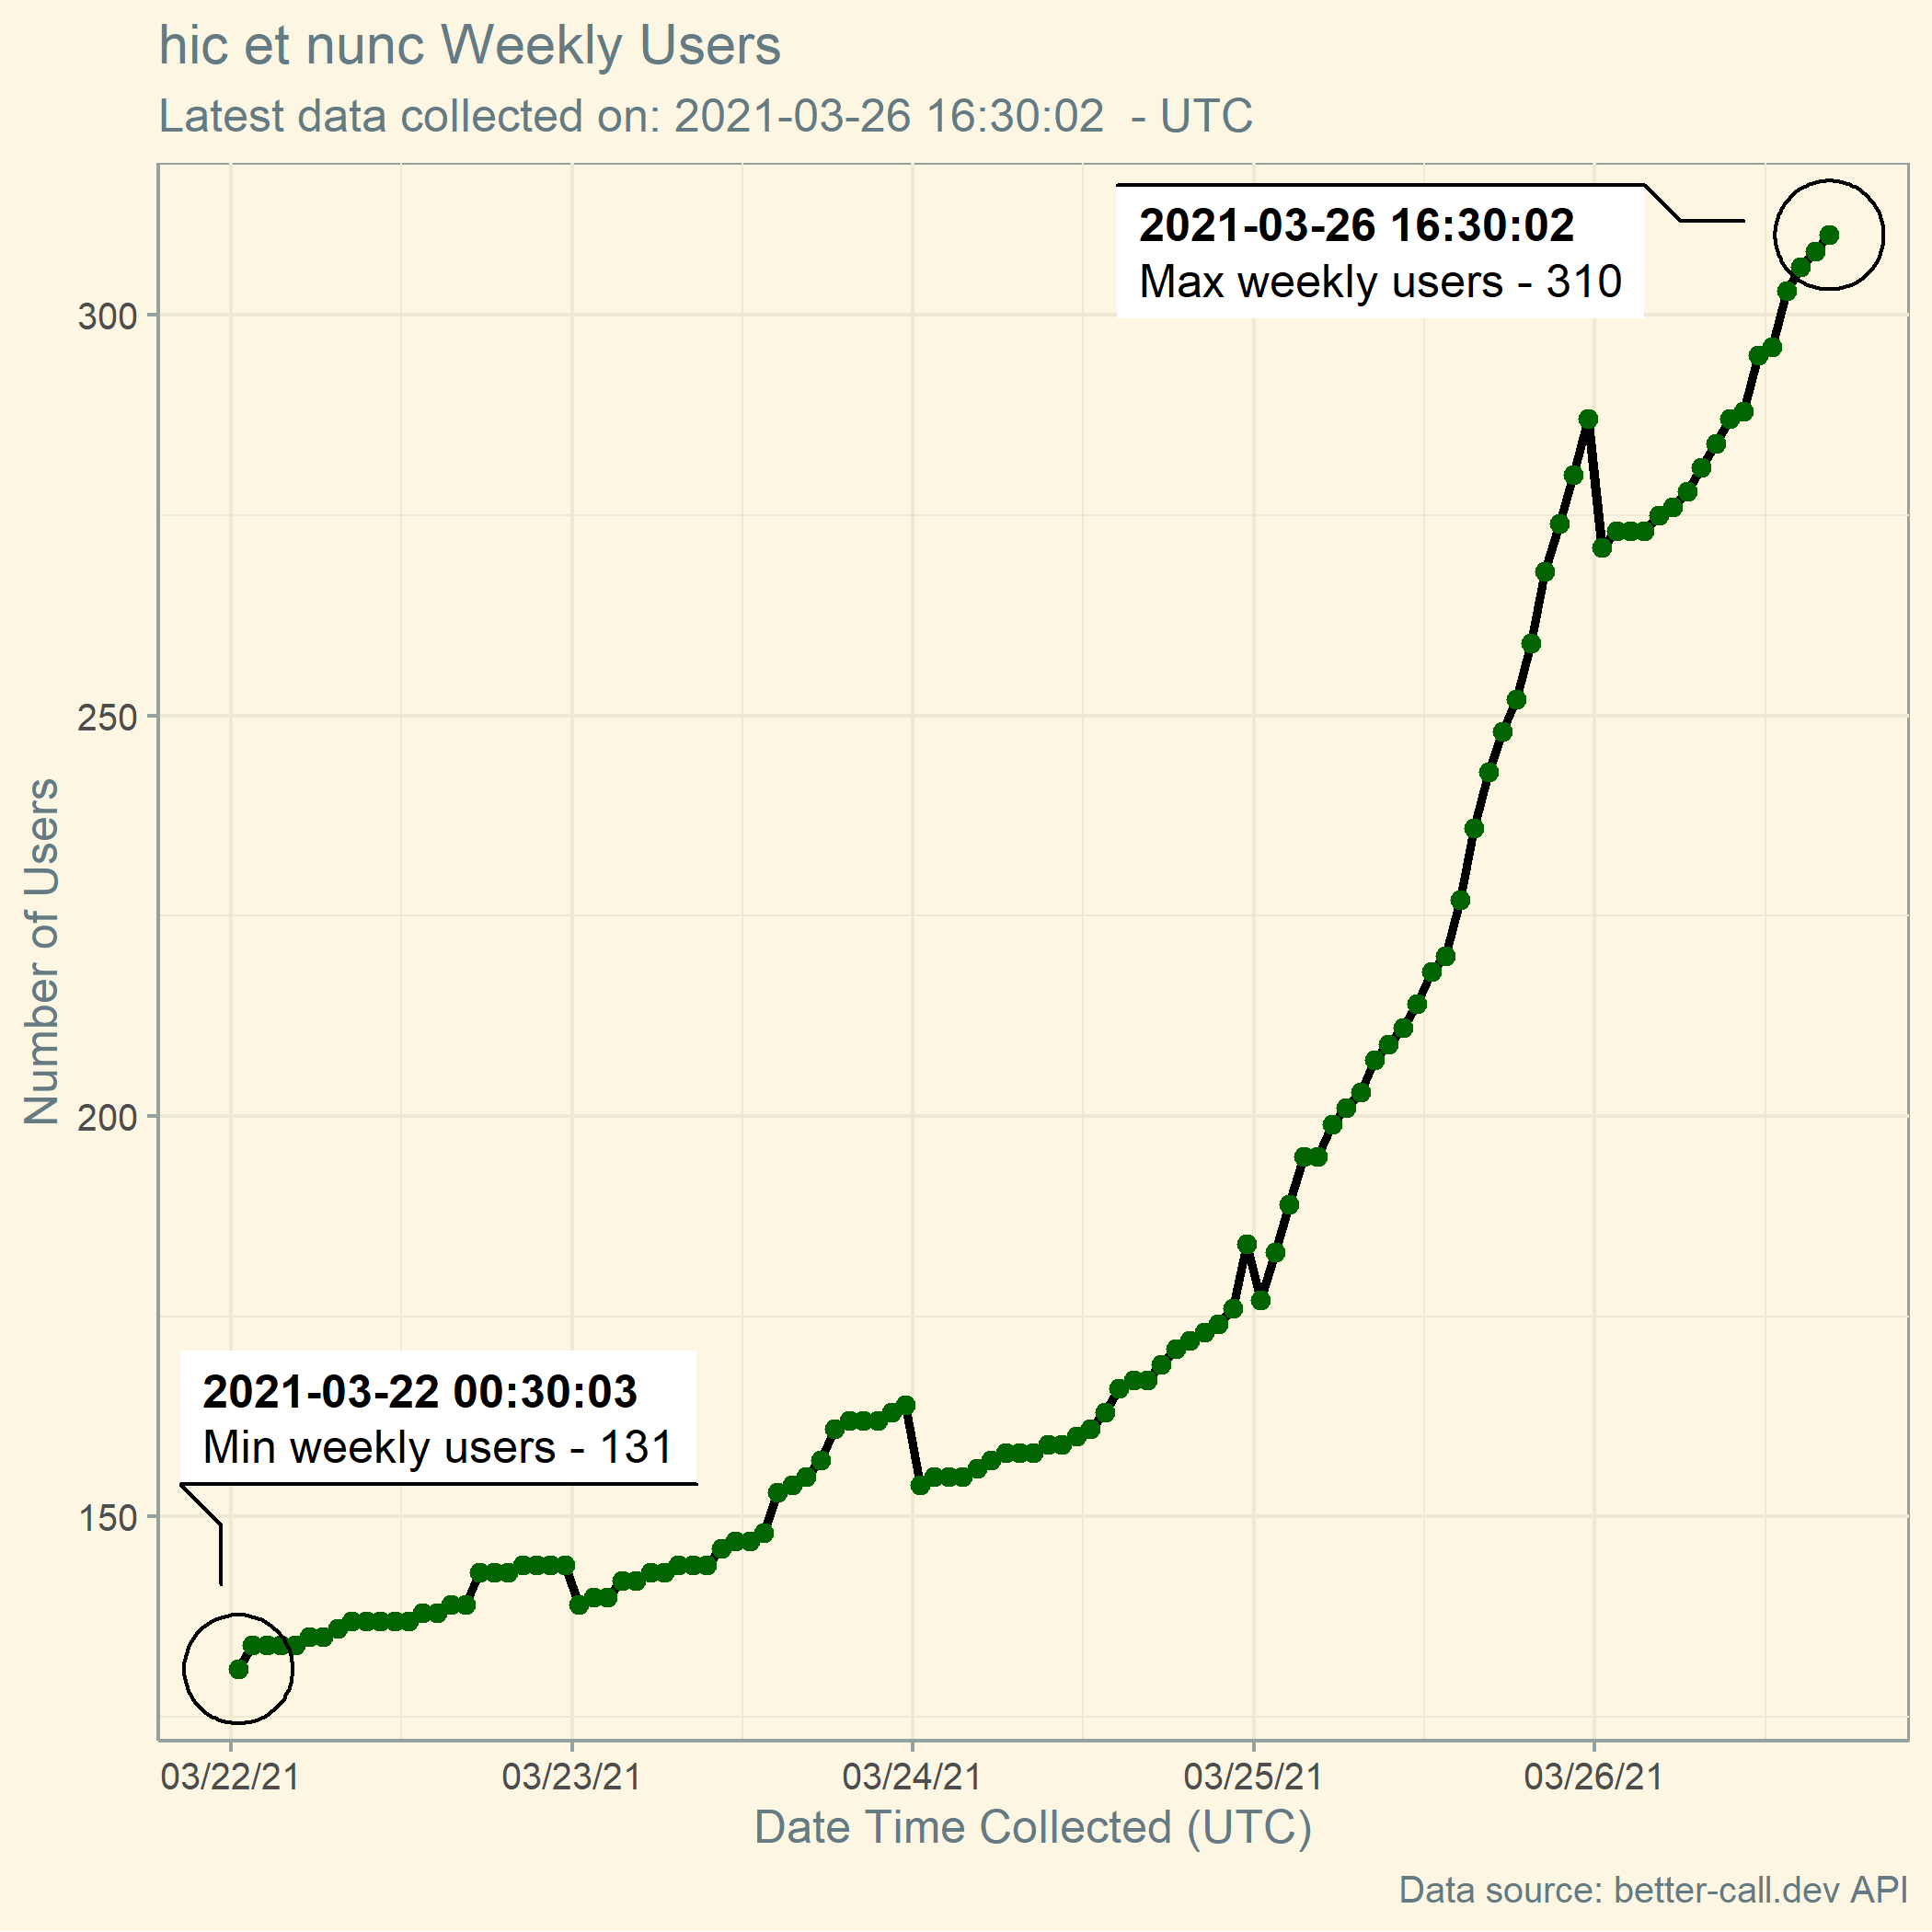 hic et nunc Weekly Users
Latest data collected on: 2021-03-26 16:30:02  - UTC
2021-03-26 16:30:02
Max weekly users - 310
300
250
200
150
Number of Users
2021-03-22 00:30:03
Min weekly users - 131
03/22/21 03/23/21 03/24/21 03/25/21 03/26/21
Date Time Collected (UTC)
Data source: better-call.dev API